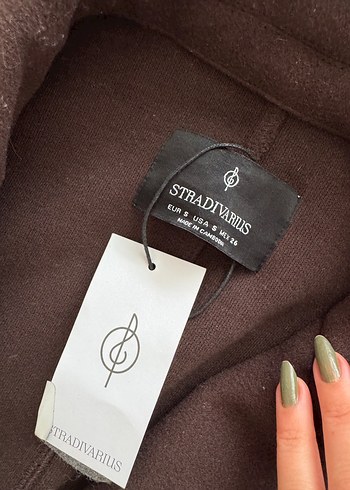 STRADIVARIUS
EUR S USA S MEX 26
MADE IN CAMBODIA
STRADIVARIUS